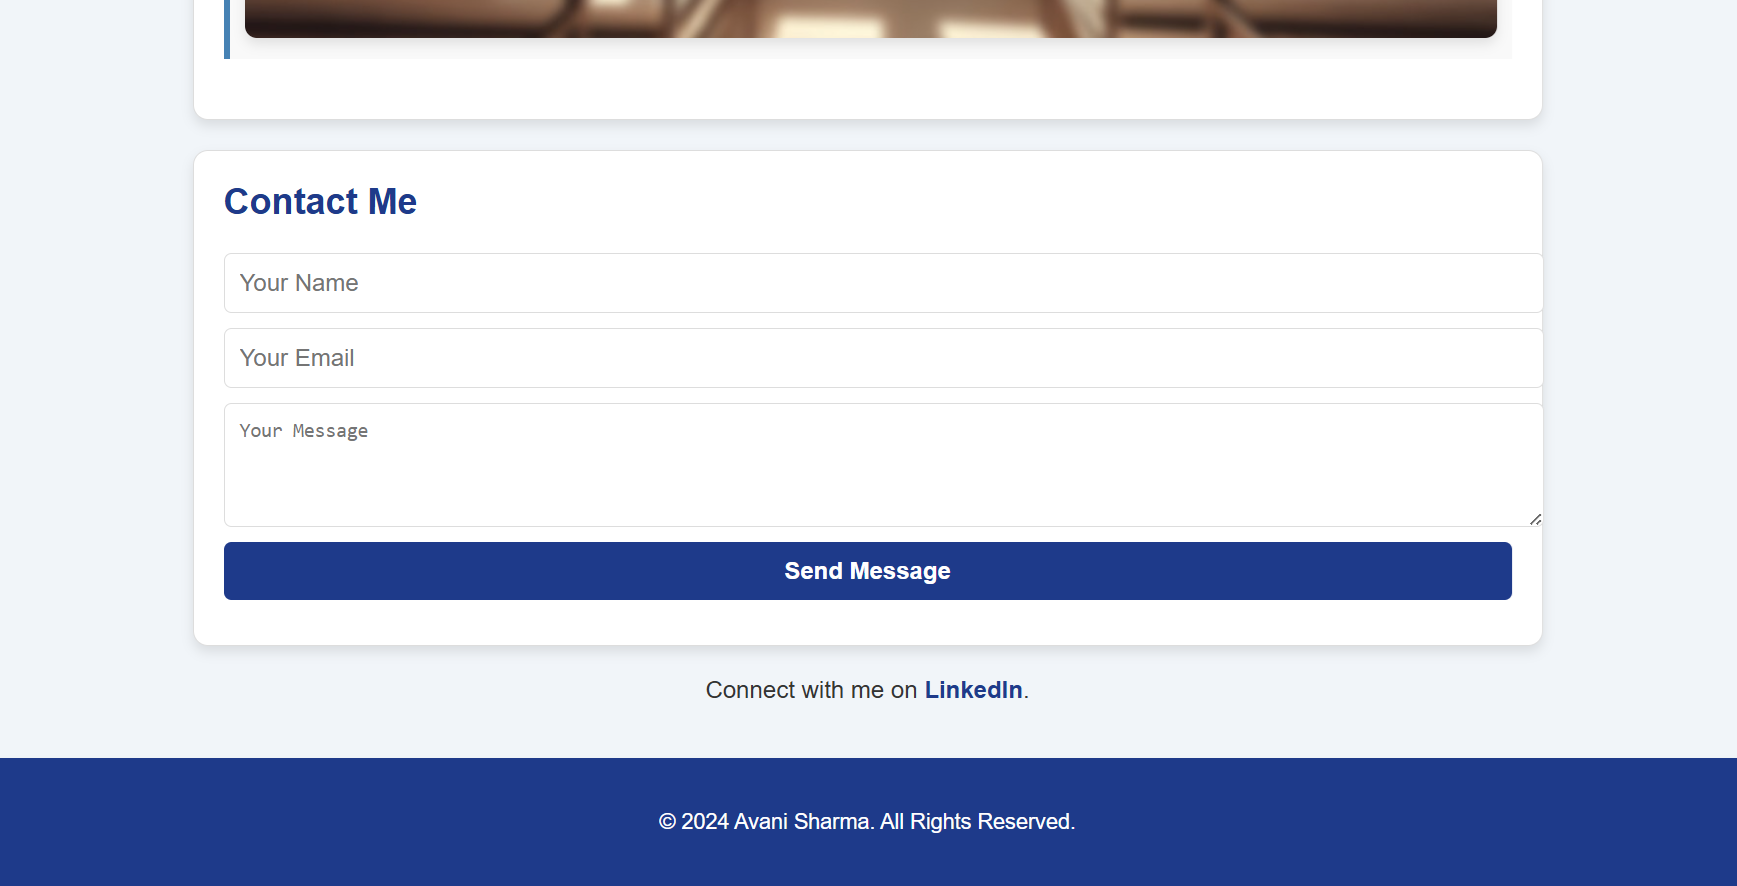 Contact Me
Your Name
Your Email
Your Message
Send Message
Connect with me on LinkedIn.
© 2024 Avani Sharma. All Rights Reserved.